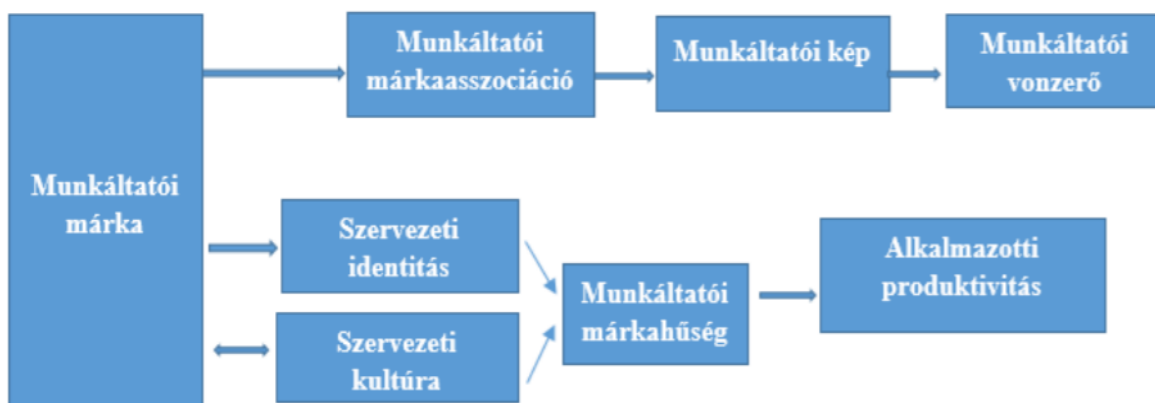 Munkáltatói
márkaasszociáció
Munkáltatói kép
Munkáltatói
vonzerő
Munkáltatói
márka
Szervezeti
identitás
Szervezeti
kultúra
Munkáltatói
márkahűség
Alkalmazotti
produktivitás